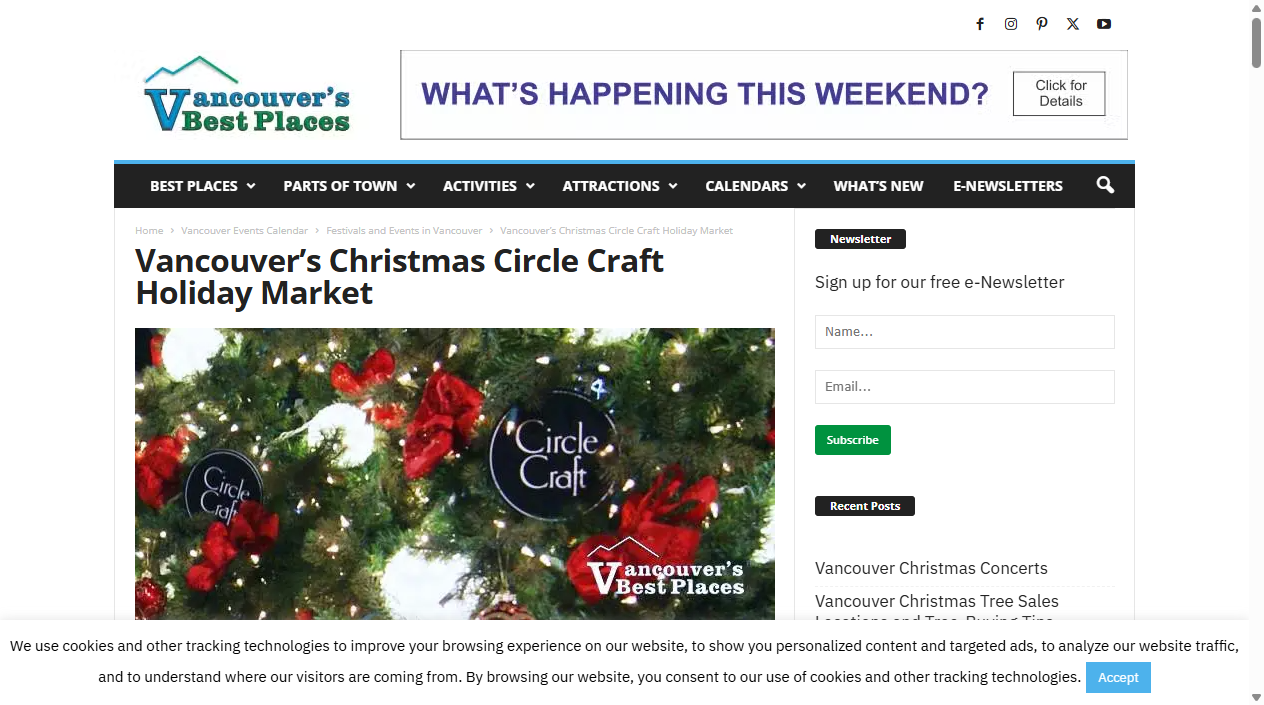 Vancouver's
Best Places
WHAT'S HAPPENING THIS WEEKEND?
Click for
Details
BEST PLACES
PARTS OF TOWN
ACTIVITIES
ATTRACTIONS
CALENDARS
WHAT'S NEW
E-NEWSLETTERS
Home › Vancouver Events Calendar › Festivals and Events in Vancouver › Vancouver's Christmas Circle Craft Holiday Market
Vancouver's Christmas Circle Craft
Holiday Market
Circle
Craft
Circle
Craft
Vancouver's
Best Places
Newsletter
Sign up for our free e-Newsletter
Name...
Email...
Subscribe
Recent Posts
Vancouver Christmas Concerts
Vancouver Christmas Tree Sales
Locations and Tree-Buying Tips
We use cookies and other tracking technologies to improve your browsing experience on our website, to show you personalized content and targeted ads, to analyze our website traffic,
and to understand where our visitors are coming from. By browsing our website, you consent to our use of cookies and other tracking technologies. Accept